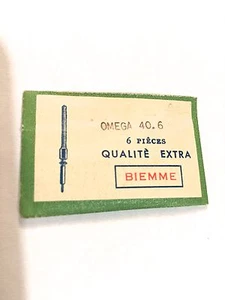 OMEGA 40.6
6 PIÈCES
QUALITÈ EXTRA
BIEMME